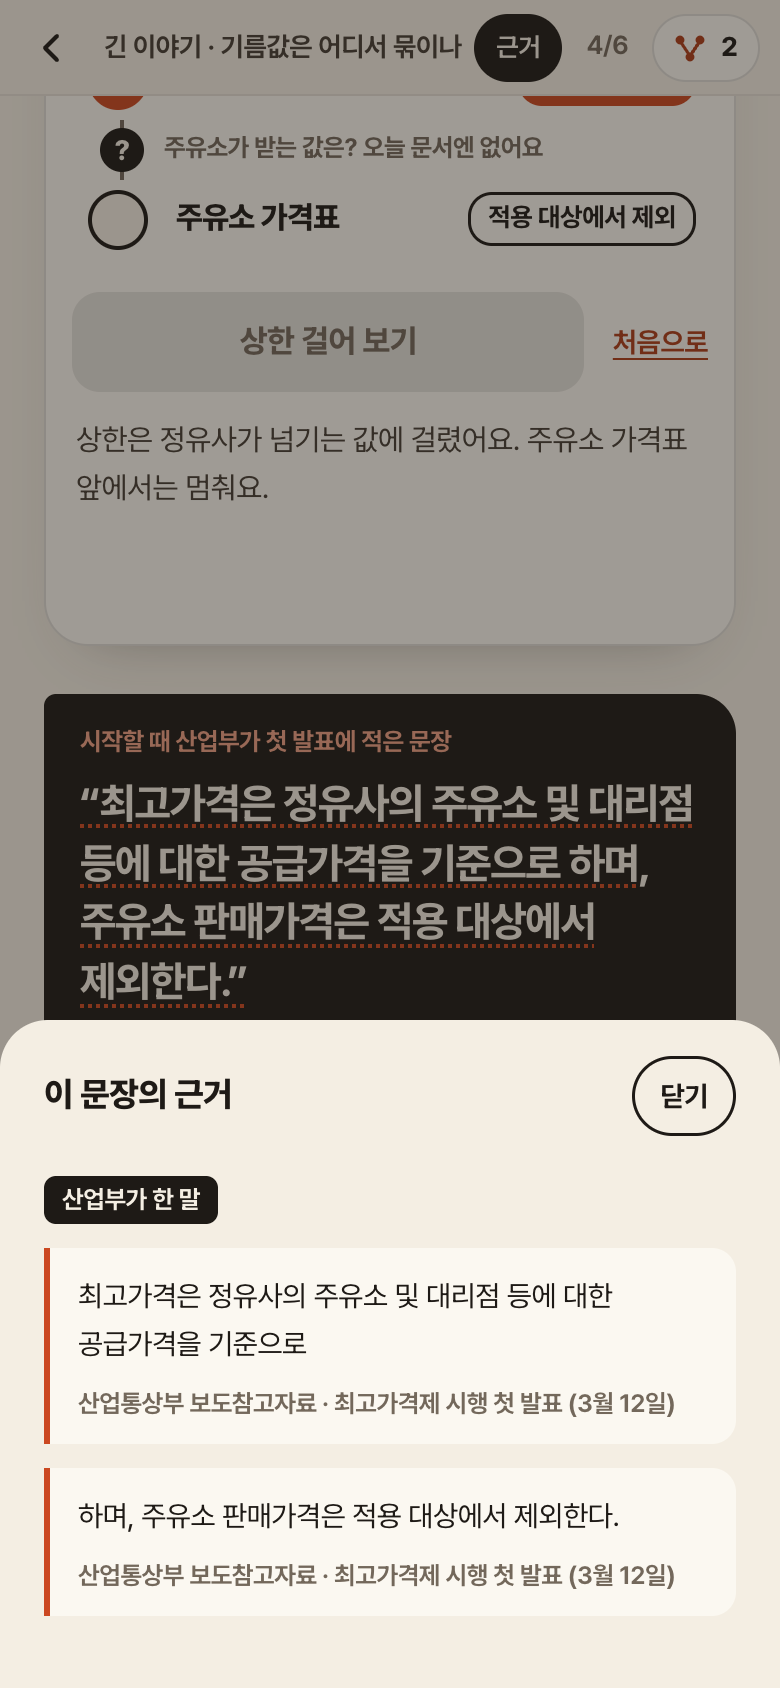 긴 이야기 · 기름값은 어디서 묶이나 근거 4/6 2
? 주유소가 받는 값은? 오늘 문서엔 없어요
주유소 가격표 적용 대상에서 제외
상한 걸어 보기 처음으로
상한은 정유사가 넘기는 값에 걸렸어요. 주유소 가격표
앞에서는 멈춰요.
시작할 때 산업부가 첫 발표에 적은 문장
“최고가격은 정유사의 주유소 및 대리점
등에 대한 공급가격을 기준으로 하며,
주유소 판매가격은 적용 대상에서
제외한다.”
이 문장의 근거 닫기
산업부가 한 말
최고가격은 정유사의 주유소 및 대리점 등에 대한
공급가격을 기준으로
산업통상부 보도참고자료 · 최고가격제 시행 첫 발표 (3월 12일)
하며, 주유소 판매가격은 적용 대상에서 제외한다.
산업통상부 보도참고자료 · 최고가격제 시행 첫 발표 (3월 12일)